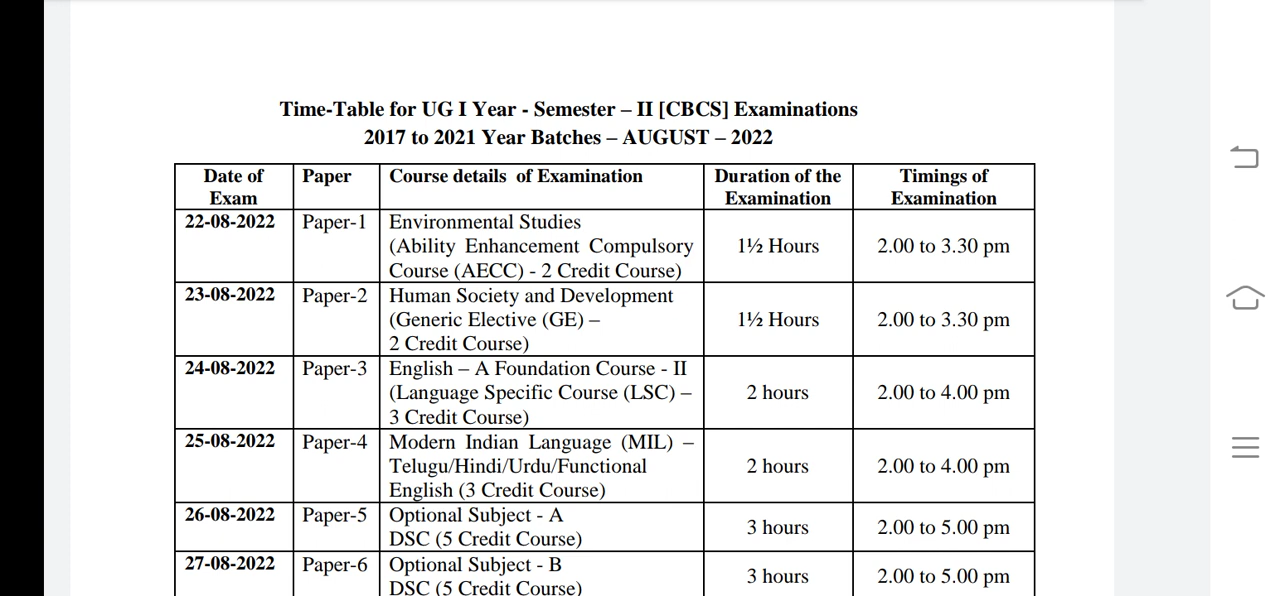 Time-Table for UG I Year - Semester – II [CBCS] Examinations
2017 to 2021 Year Batches – AUGUST – 2022
Date of Exam | Paper | Course details of Examination | Duration of the Examination | Timings of Examination
22-08-2022 Paper-1 Environmental Studies
(Ability Enhancement Compulsory 1½ Hours 2.00 to 3.30 pm
Course (AECC) - 2 Credit Course)
23-08-2022 Paper-2 Human Society and Development
(Generic Elective (GE) – 1½ Hours 2.00 to 3.30 pm
2 Credit Course)
24-08-2022 Paper-3 English – A Foundation Course - II
(Language Specific Course (LSC) – 2 hours 2.00 to 4.00 pm
3 Credit Course)
25-08-2022 Paper-4 Modern Indian Language (MIL) –
Telugu/Hindi/Urdu/Functional 2 hours 2.00 to 4.00 pm
English (3 Credit Course)
26-08-2022 Paper-5 Optional Subject - A
DSC (5 Credit Course) 3 hours 2.00 to 5.00 pm
27-08-2022 Paper-6 Optional Subject - B
DSC (5 Credit Course) 3 hours 2.00 to 5.00 pm